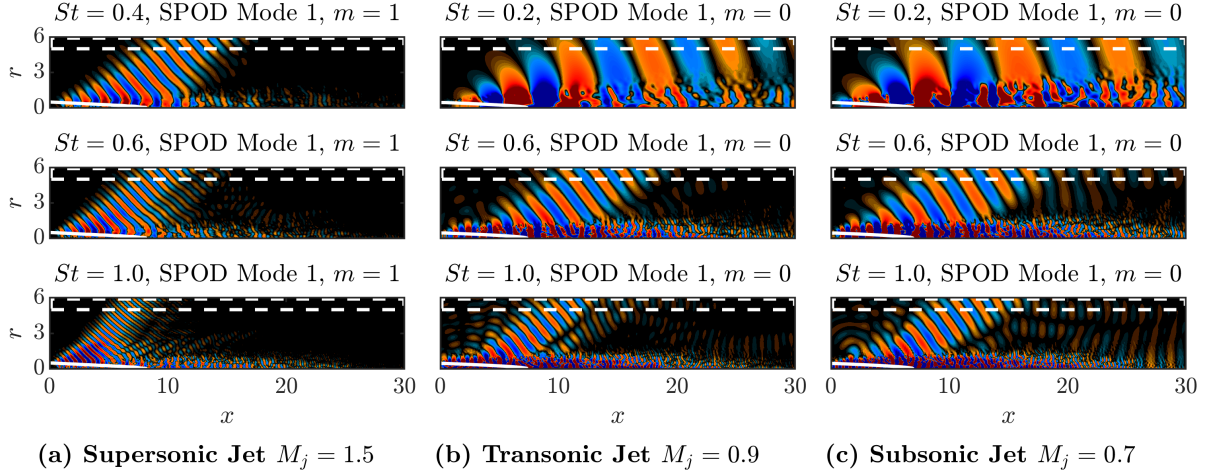 St = 0.4, SPOD Mode 1, m = 1 St = 0.2, SPOD Mode 1, m = 0 St = 0.2, SPOD Mode 1, m = 0
6
3
0
r
St = 0.6, SPOD Mode 1, m = 1 St = 0.6, SPOD Mode 1, m = 0 St = 0.6, SPOD Mode 1, m = 0
6
3
0
r
St = 1.0, SPOD Mode 1, m = 1 St = 1.0, SPOD Mode 1, m = 0 St = 1.0, SPOD Mode 1, m = 0
6
3
0
r
0 10 20 30 0 10 20 30 0 10 20 30
x x x
(a) Supersonic Jet M_j = 1.5 (b) Transonic Jet M_j = 0.9 (c) Subsonic Jet M_j = 0.7